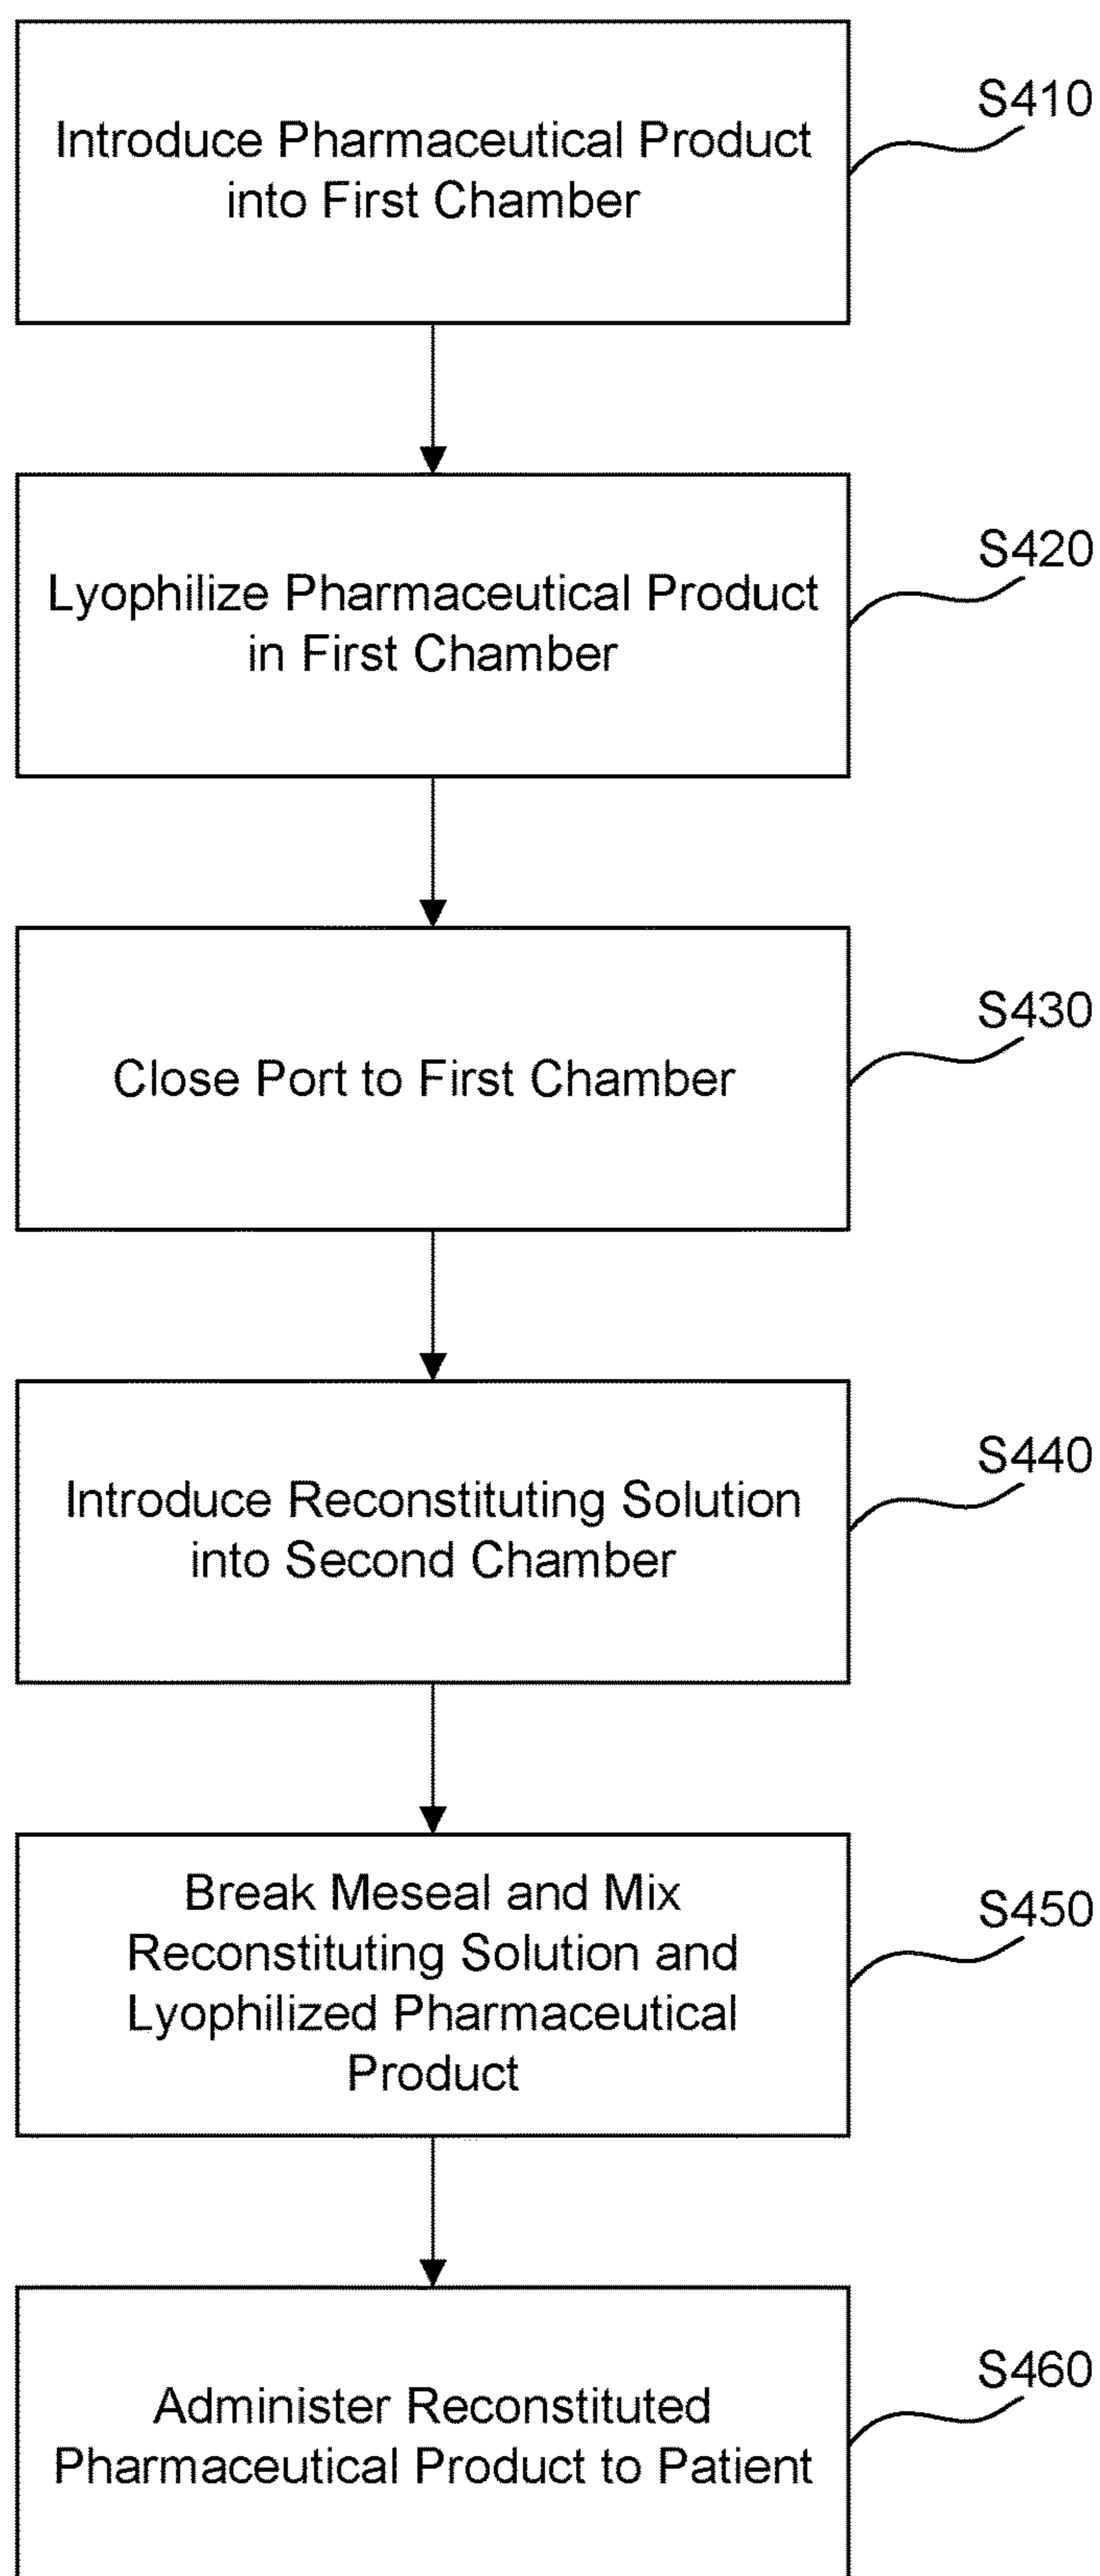 Introduce Pharmaceutical Product
into First Chamber
S410
Lyophilize Pharmaceutical Product
in First Chamber
S420
Close Port to First Chamber
S430
Introduce Reconstituting Solution
into Second Chamber
S440
Break Meseal and Mix
Reconstituting Solution and
Lyophilized Pharmaceutical
Product
S450
Administer Reconstituted
Pharmaceutical Product to Patient
S460